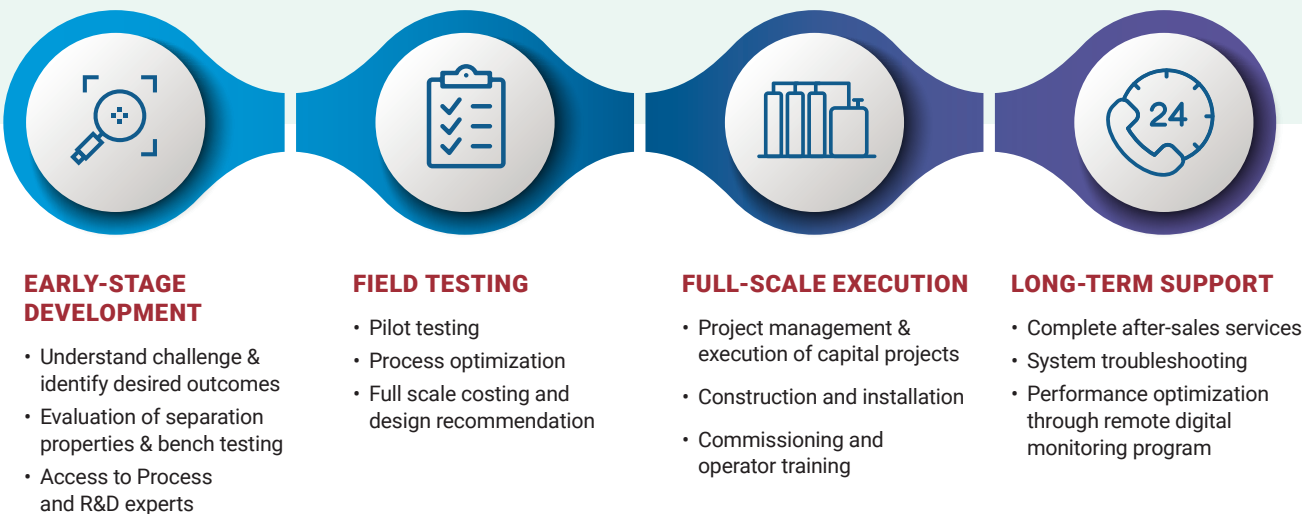 24
EARLY-STAGE
DEVELOPMENT
• Understand challenge &
identify desired outcomes
• Evaluation of separation
properties & bench testing
• Access to Process
and R&D experts
FIELD TESTING
• Pilot testing
• Process optimization
• Full scale costing and
design recommendation
FULL-SCALE EXECUTION
• Project management &
execution of capital projects
• Construction and installation
• Commissioning and
operator training
LONG-TERM SUPPORT
• Complete after-sales services
• System troubleshooting
• Performance optimization
through remote digital
monitoring program